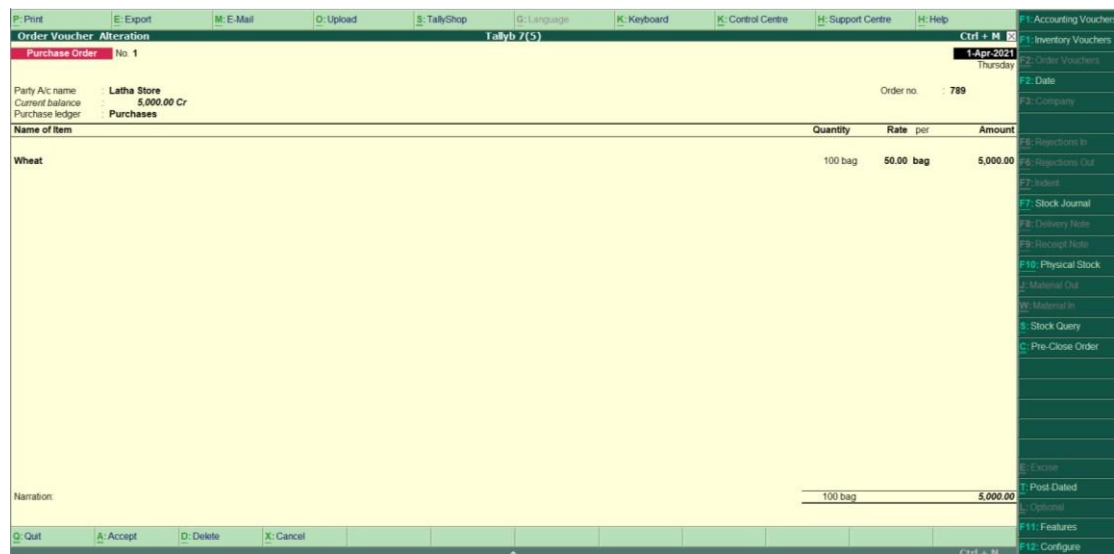 P: Print E: Export M: E-Mail O: Upload S: TallyShop G: Language K: Keyboard K: Control Centre H: Support Centre H: Help F1: Accounting Voucher
Order Voucher Alteration Tallyb 7(5) Ctrl + M
F1: Inventory Vouchers
Purchase Order No. 1 1-Apr-2021
Thursday
F2: Order Vouchers
F2: Date
Party A/c name : Latha Store Order no. : 789
Current balance : 5,000.00 Cr
F3: Company
Purchase ledger : Purchases
Name of Item Quantity Rate per Amount
F6: Rejections In
Wheat 100 bag 50.00 bag 5,000.00
F6: Rejections Out
F7: Indent
F7: Stock Journal
F8: Delivery Note
F9: Receipt Note
F10: Physical Stock
J: Material Out
W: Material In
S: Stock Query
C: Pre-Close Order
E: Excise
T: Post-Dated
Narration: 100 bag 5,000.00
L: Optional
F11: Features
Q: Quit A: Accept D: Delete X: Cancel
F12: Configure
Ctrl + N